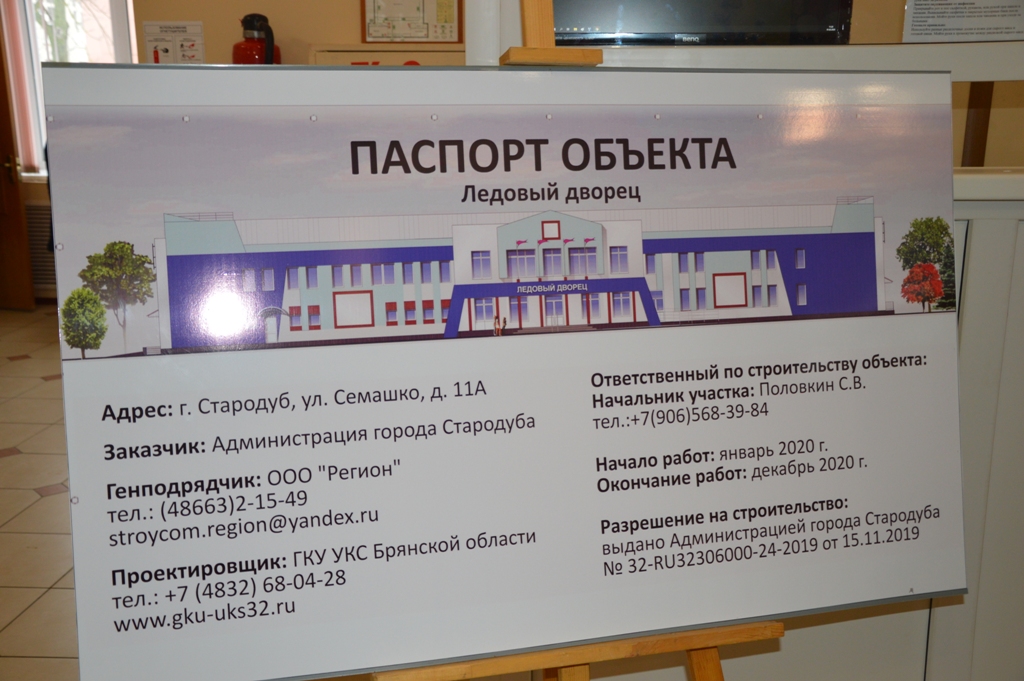 BenQ
ПАСПОРТ ОБЪЕКТА
Ледовый дворец
ЛЕДОВЫЙ ДВОРЕЦ
Адрес: г. Стародуб, ул. Семашко, д. 11А
Заказчик: Администрация города Стародуба
Генподрядчик: ООО "Регион"
тел.: (48663)2-15-49
stroycom.region@yandex.ru
Проектировщик: ГКУ УКС Брянской области
тел.: +7 (4832) 68-04-28
www.gku-uks32.ru
Ответственный по строительству объекта:
Начальник участка: Половкин С.В.
тел.:+7(906)568-39-84
Начало работ: январь 2020 г.
Окончание работ: декабрь 2020 г.
Разрешение на строительство:
выдано Администрацией города Стародуба
№ 32-RU32306000-24-2019 от 15.11.2019